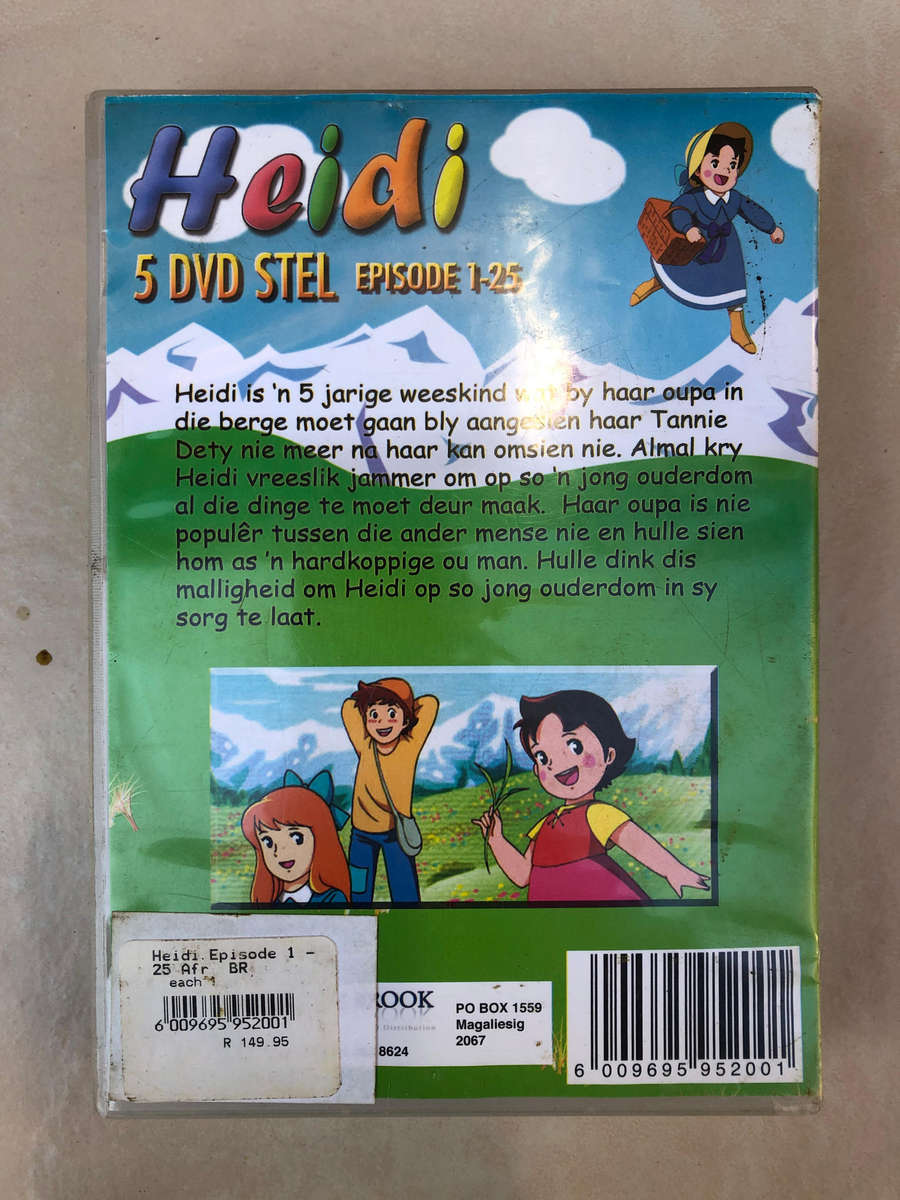 Heidi
5 DVD STEL EPISODE 1-25
Heidi is 'n 5 jarige weeskind wat by haar oupa in
die berge moet gaan bly aangesien haar Tannie
Dety nie meer na haar kan omsien nie. Almal kry
Heidi vreeslik jammer om op so 'n jong ouderdom
al die dinge te moet deur maak. Haar oupa is nie
populêr tussen die ander mense nie en hulle sien
hom as 'n hardkoppige ou man. Hulle dink dis
malligheid om Heidi op so jong ouderdom in sy
sorg te laat.
Heidi Episode 1 -
25 Afr BR
each 1
6 009695 952001
R 149.95
ROOK
Distribution
8624
PO BOX 1559
Magaliesig
2067
6 009695 952001